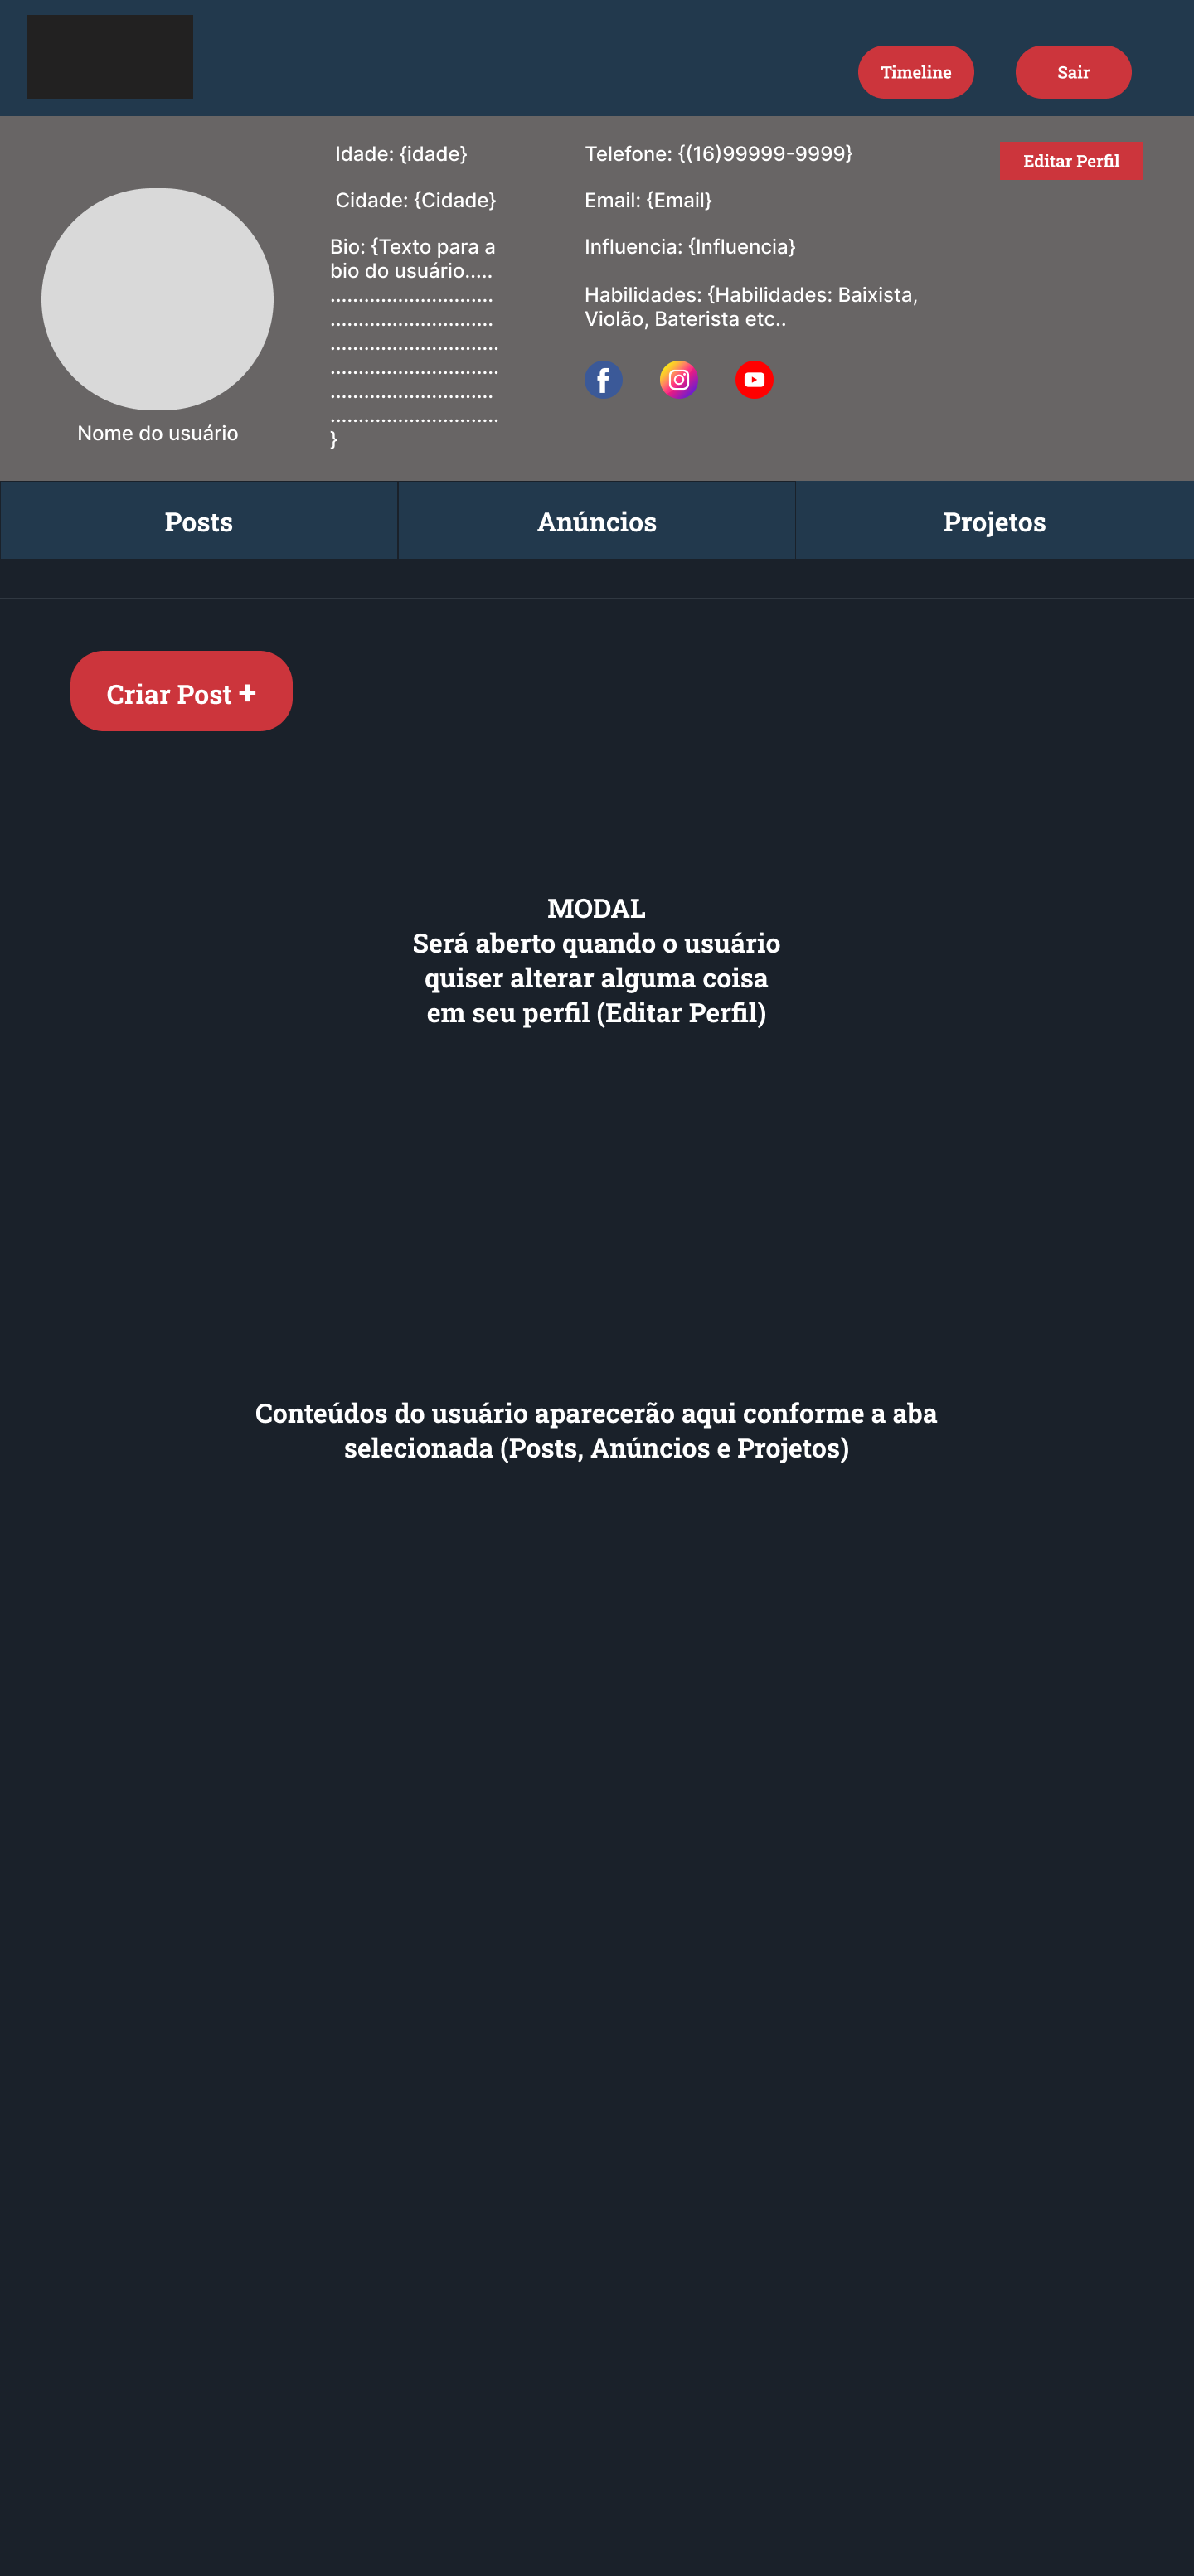 Timeline
Sair
Idade: {idade}
Cidade: {Cidade}
Bio: {Texto para a
bio do usuário.....
.............................
.............................
..............................
..............................
.............................
..............................
}
Nome do usuário
Telefone: {(16)99999-9999}
Email: {Email}
Influencia: {Influencia}
Habilidades: {Habilidades: Baixista,
Violão, Baterista etc..
Editar Perfil
Posts
Anúncios
Projetos
Criar Post +
MODAL
Será aberto quando o usuário
quiser alterar alguma coisa
em seu perfil (Editar Perfil)
Conteúdos do usuário aparecerão aqui conforme a aba
selecionada (Posts, Anúncios e Projetos)